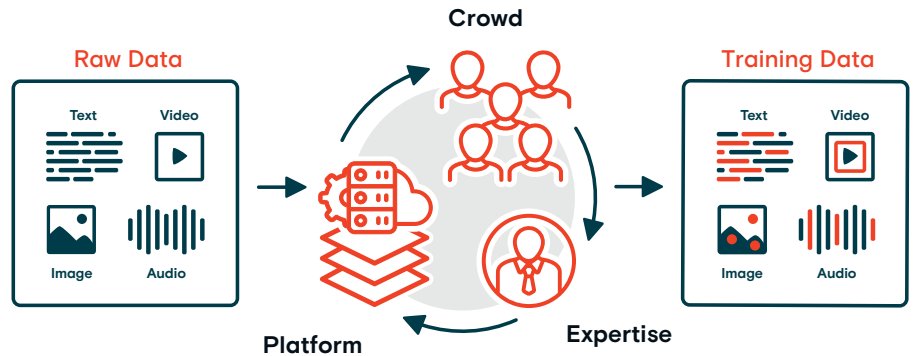 Crowd
Raw Data
Text Video
Image Audio
Platform
Expertise
Training Data
Text Video
Image Audio